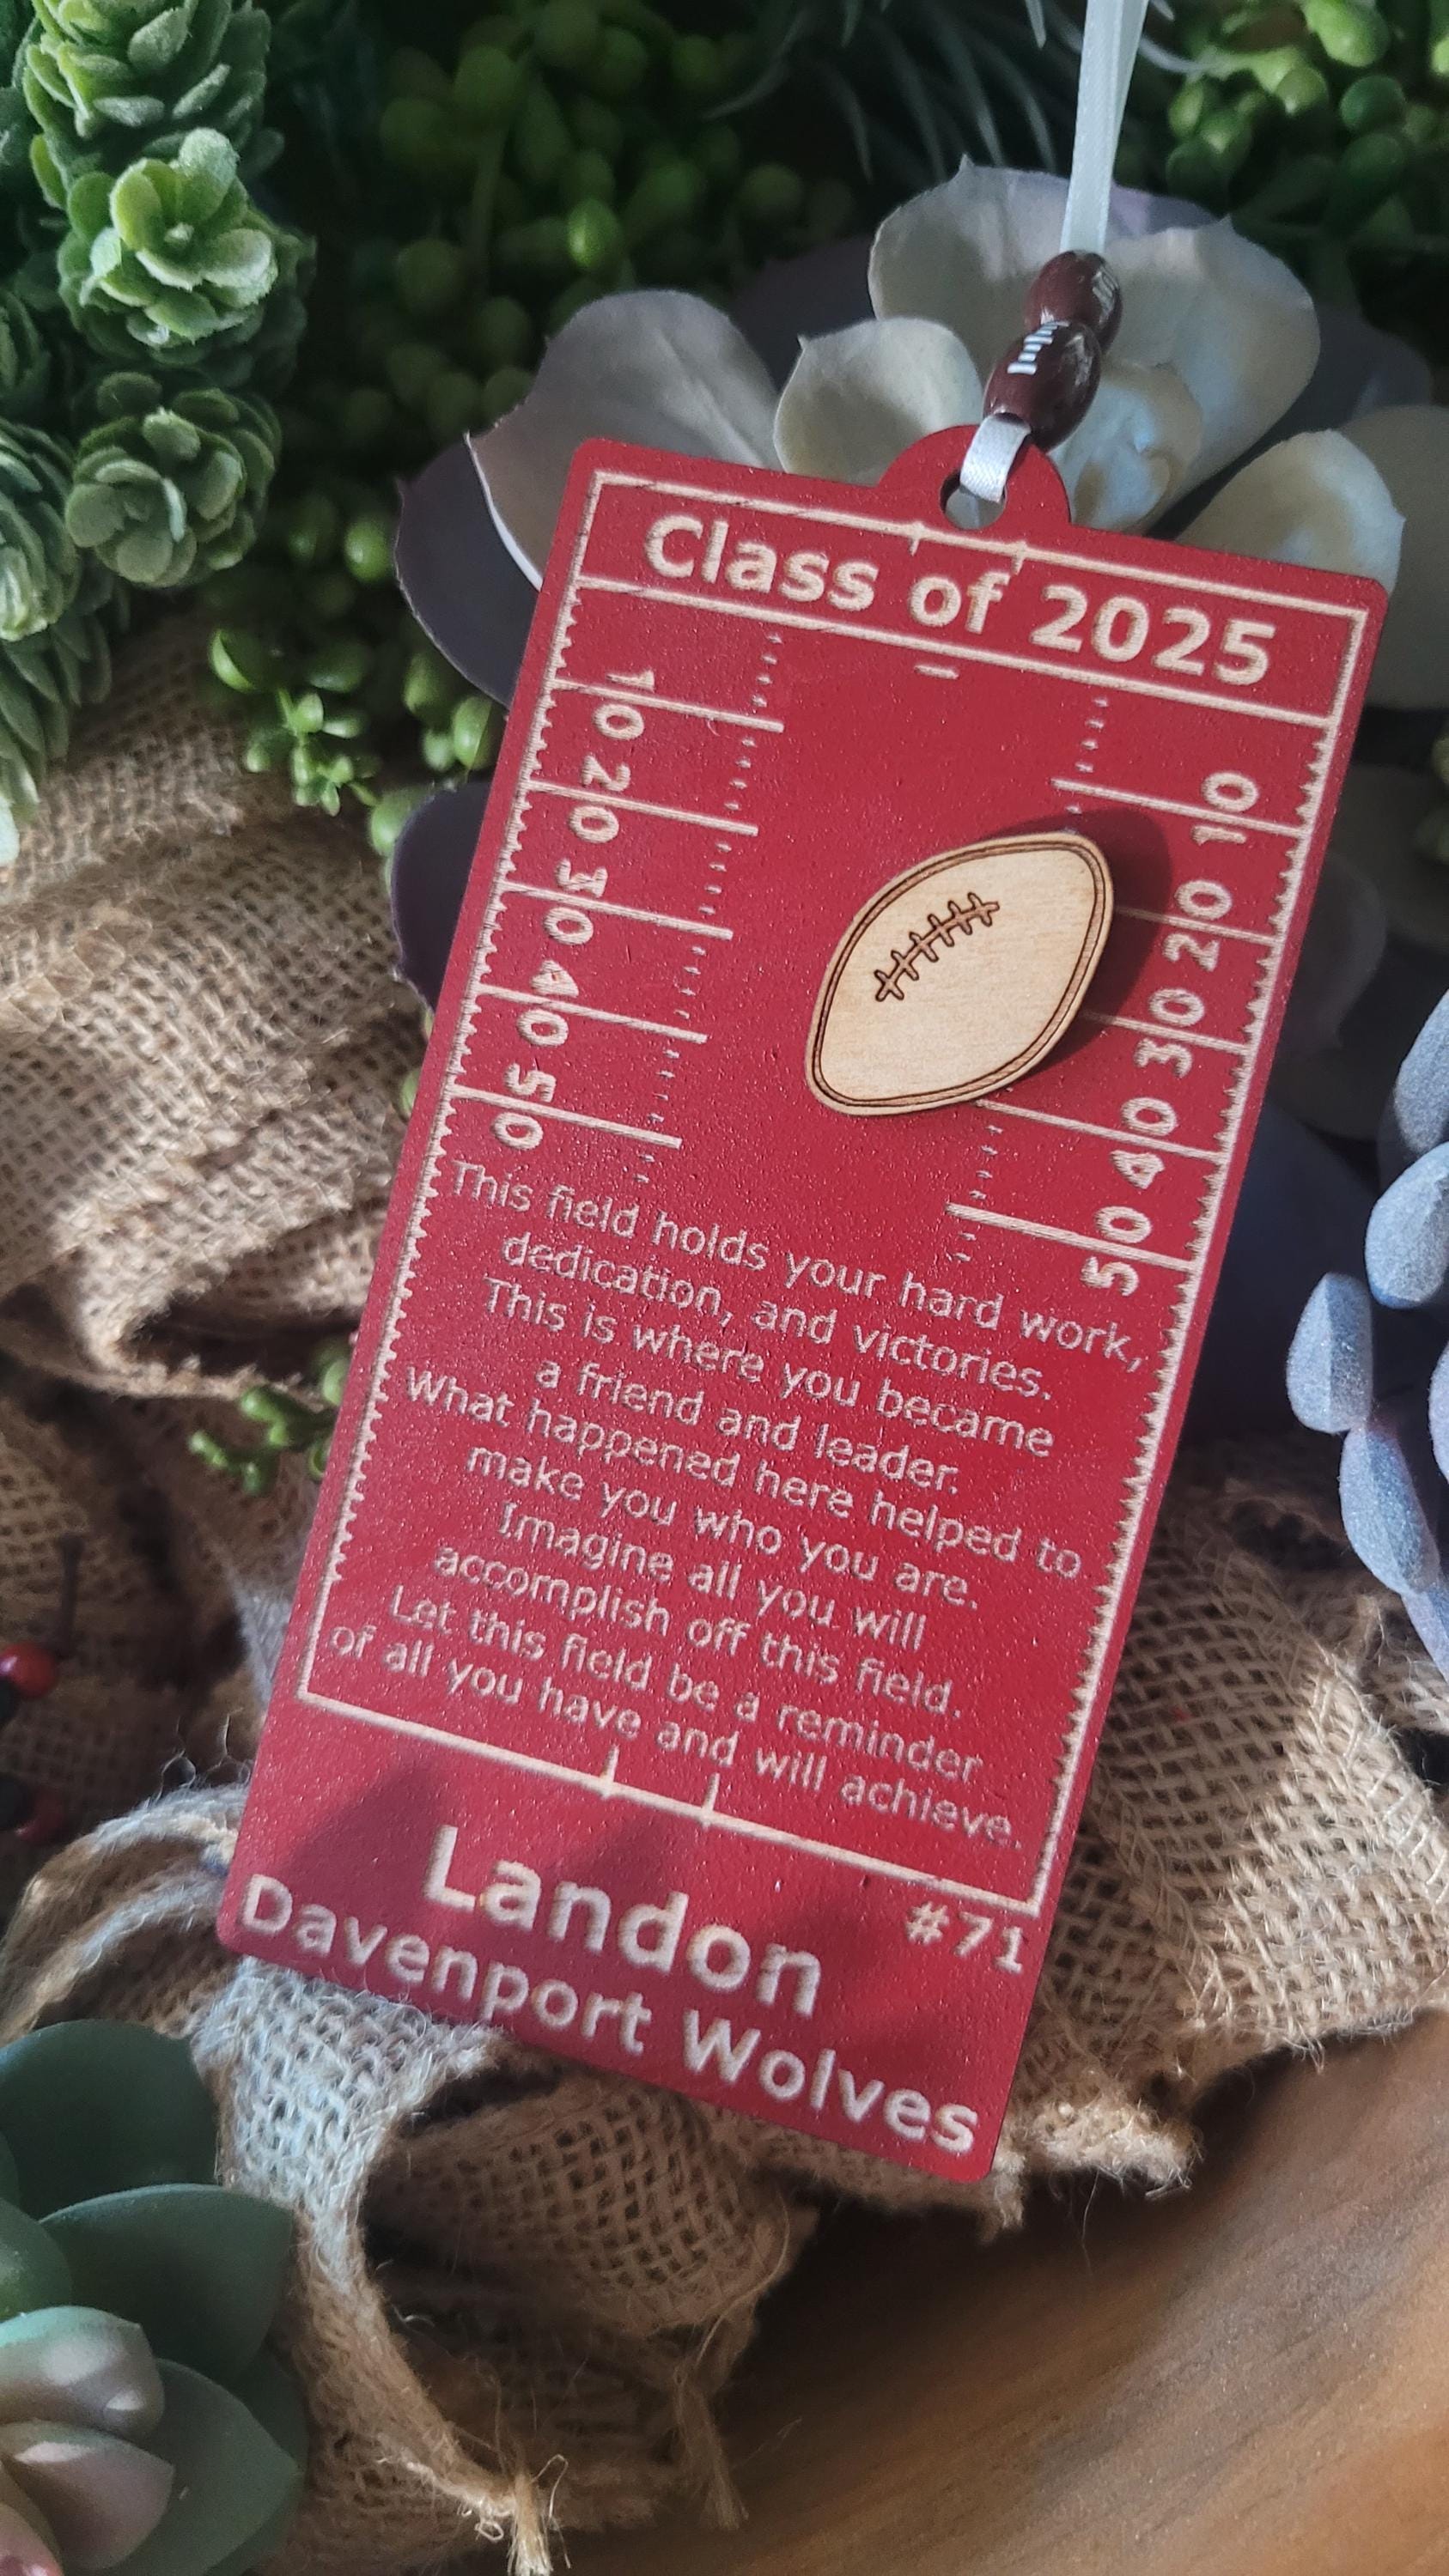 Class of 2025
10 10
20 20
30 30
40 40
50 50
This field holds your hard work,
dedication, and victories.
This is where you became
a friend and leader.
What happened here helped to
make you who you are.
Imagine all you will
accomplish off this field.
Let this field be a reminder
of all you have and will achieve.
#71
Landon
Davenport Wolves